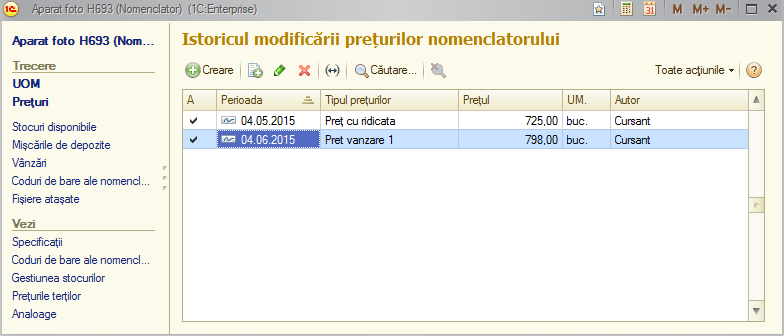 Aparat foto H693 (Nomenclator) (1C:Enterprise)
M M+ M-
31
Aparat foto H693 (Nom...
Trecere
UOM
Prețuri
Stocuri disponibile
Mișcările de depozite
Vânzări
Coduri de bare ale nomencl...
Fișiere atașate
Vezi
Specificații
Coduri de bare ale nomencl...
Gestiunea stocurilor
Prețurile terților
Analoage
Istoricul modificării prețurilor nomenclatorului
Creare Căutare... Toate acțiunile ?
A Perioada Tipul prețurilor Prețul UM. Autor
04.05.2015 Preț cu ridicata 725,00 buc. Cursant
04.06.2015 Pret vanzare 1 798,00 buc. Cursant